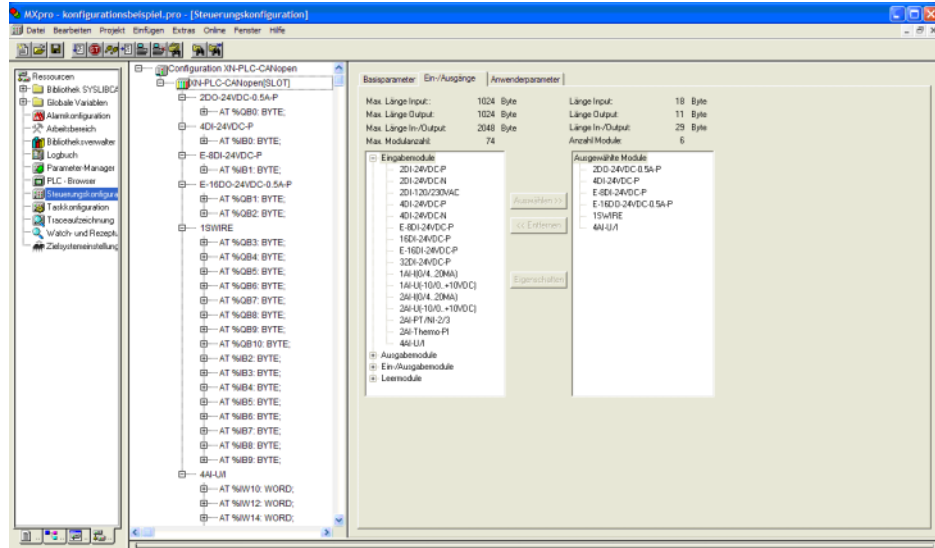 MXpro - konfigurationsbeispiel.pro - [Steuerungskonfiguration]
Datei Bearbeiten Projekt Einfügen Extras Online Fenster Hilfe
Ressourcen
Bibliothek SYSLIBCA
Globale Variablen
Alarmkonfiguration
Arbeitsbereich
Bibliotheksverwalter
Logbuch
Parameter-Manager
PLC - Browser
Steuerungskonfigura
Taskkonfiguration
Traceaufzeichnung
Watch- und Rezeptu
Zielsystemeinstellung
Configuration XN-PLC-CANopen
XN-PLC-CANopen[SLOT]
2DO-24VDC-0.5A-P
AT %QB0: BYTE;
4DI-24VDC-P
AT %IB0: BYTE;
E-8DI-24VDC-P
AT %IB1: BYTE;
E-16DO-24VDC-0.5A-P
AT %QB1: BYTE;
AT %QB2: BYTE;
1SWIRE
AT %QB3: BYTE;
AT %QB4: BYTE;
AT %QB5: BYTE;
AT %QB6: BYTE;
AT %QB7: BYTE;
AT %QB8: BYTE;
AT %QB9: BYTE;
AT %QB10: BYTE;
AT %IB2: BYTE;
AT %IB3: BYTE;
AT %IB4: BYTE;
AT %IB5: BYTE;
AT %IB6: BYTE;
AT %IB7: BYTE;
AT %IB8: BYTE;
AT %IB9: BYTE;
4AI-U/I
AT %IW10: WORD;
AT %IW12: WORD;
AT %IW14: WORD;
Basisparameter Ein-/Ausgänge Anwenderparameter
Max. Länge Input: 1024 Byte Länge Input: 18 Byte
Max. Länge Output: 1024 Byte Länge Output: 11 Byte
Max. Länge In-/Output: 2048 Byte Länge In-/Output: 29 Byte
Max. Modulanzahl: 74 Anzahl Module: 6
Eingabemodule
2DI-24VDC-P
2DI-24VDC-N
2DI-120/230VAC
4DI-24VDC-P
4DI-24VDC-N
E-8DI-24VDC-P
16DI-24VDC-P
E-16DI-24VDC-P
32DI-24VDC-P
1AI-I(0/4..20MA)
1AI-U(-10/0..+10VDC)
2AI-I(0/4..20MA)
2AI-U(-10/0..+10VDC)
2AI-PT/NI-2/3
2AI-Thermo-PI
4AI-U/I
Ausgabemodule
Ein-/Ausgabemodule
Leermodule
Auswählen >>
<< Entfernen
Eigenschaften
Ausgewählte Module
2DO-24VDC-0.5A-P
4DI-24VDC-P
E-8DI-24VDC-P
E-16DO-24VDC-0.5A-P
1SWIRE
4AI-U/I